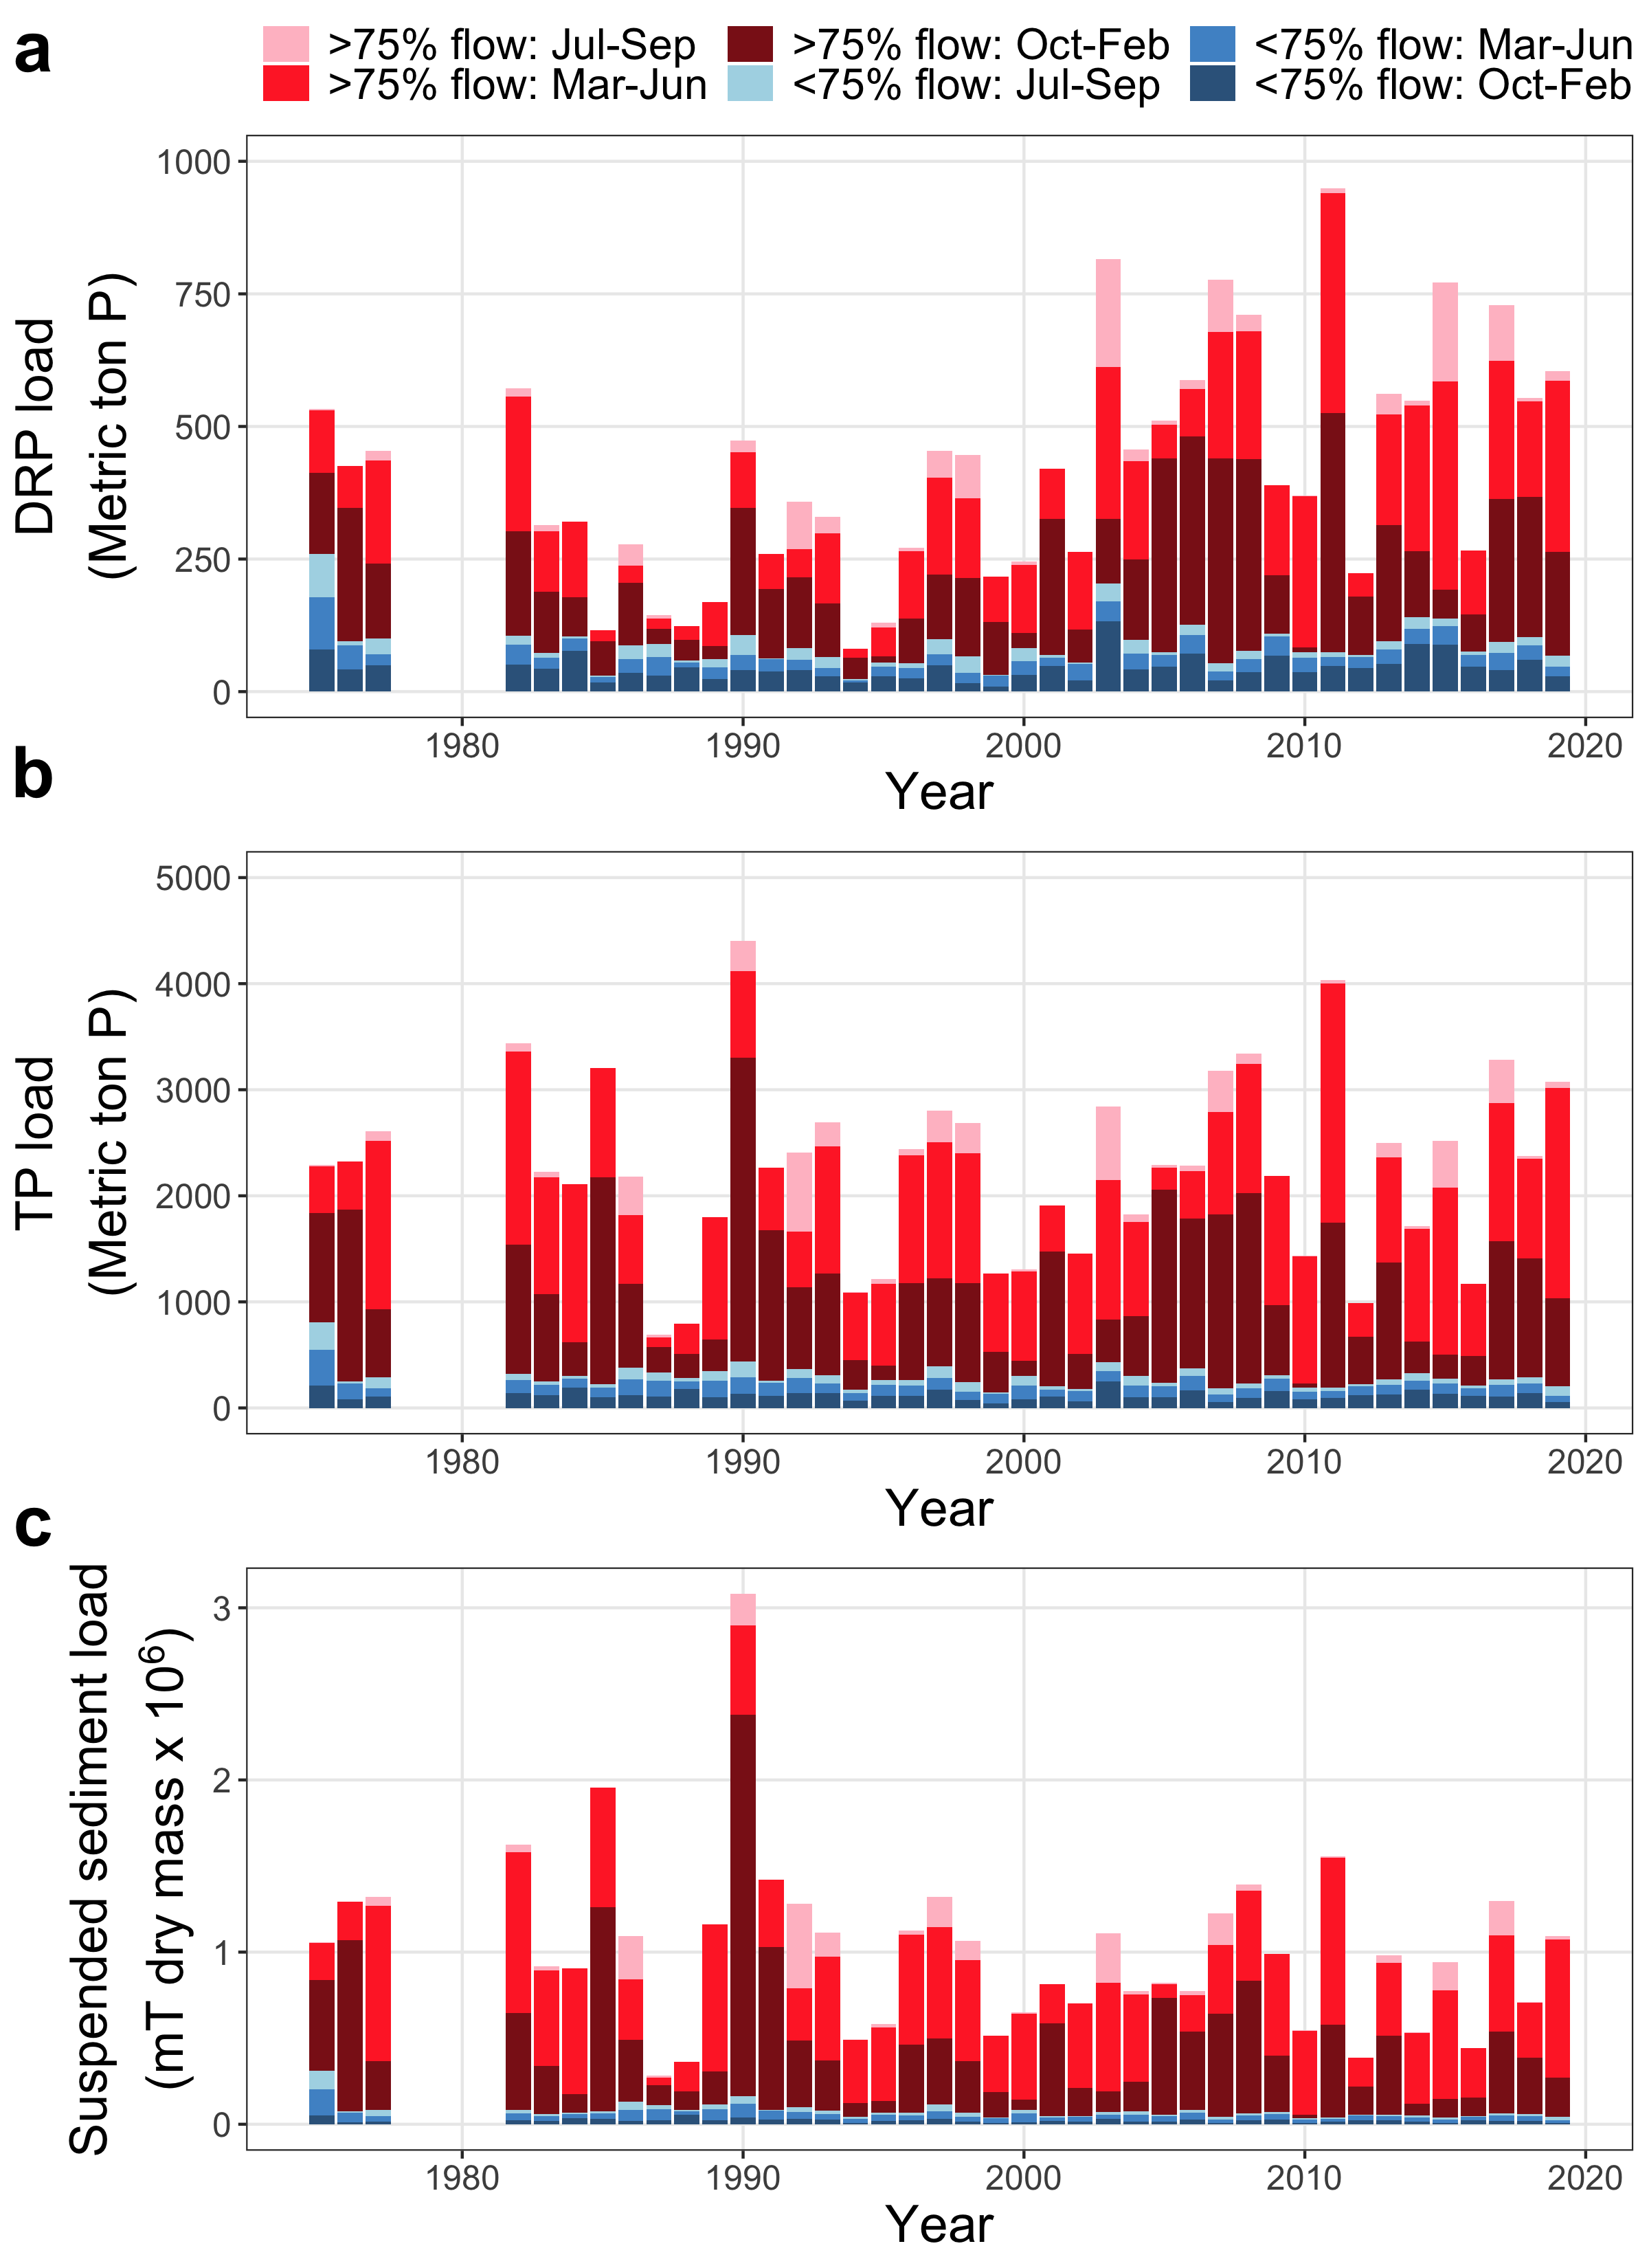 a
>75% flow: Jul-Sep >75% flow: Oct-Feb <75% flow: Mar-Jun
>75% flow: Mar-Jun <75% flow: Jul-Sep <75% flow: Oct-Feb
DRP load
(Metric ton P)
1000
750
500
250
0
1980 1990 2000 2010 2020
Year
b
TP load
(Metric ton P)
5000
4000
3000
2000
1000
0
1980 1990 2000 2010 2020
Year
c
Suspended sediment load
(mT dry mass x 10⁶)
3
2
1
0
1980 1990 2000 2010 2020
Year